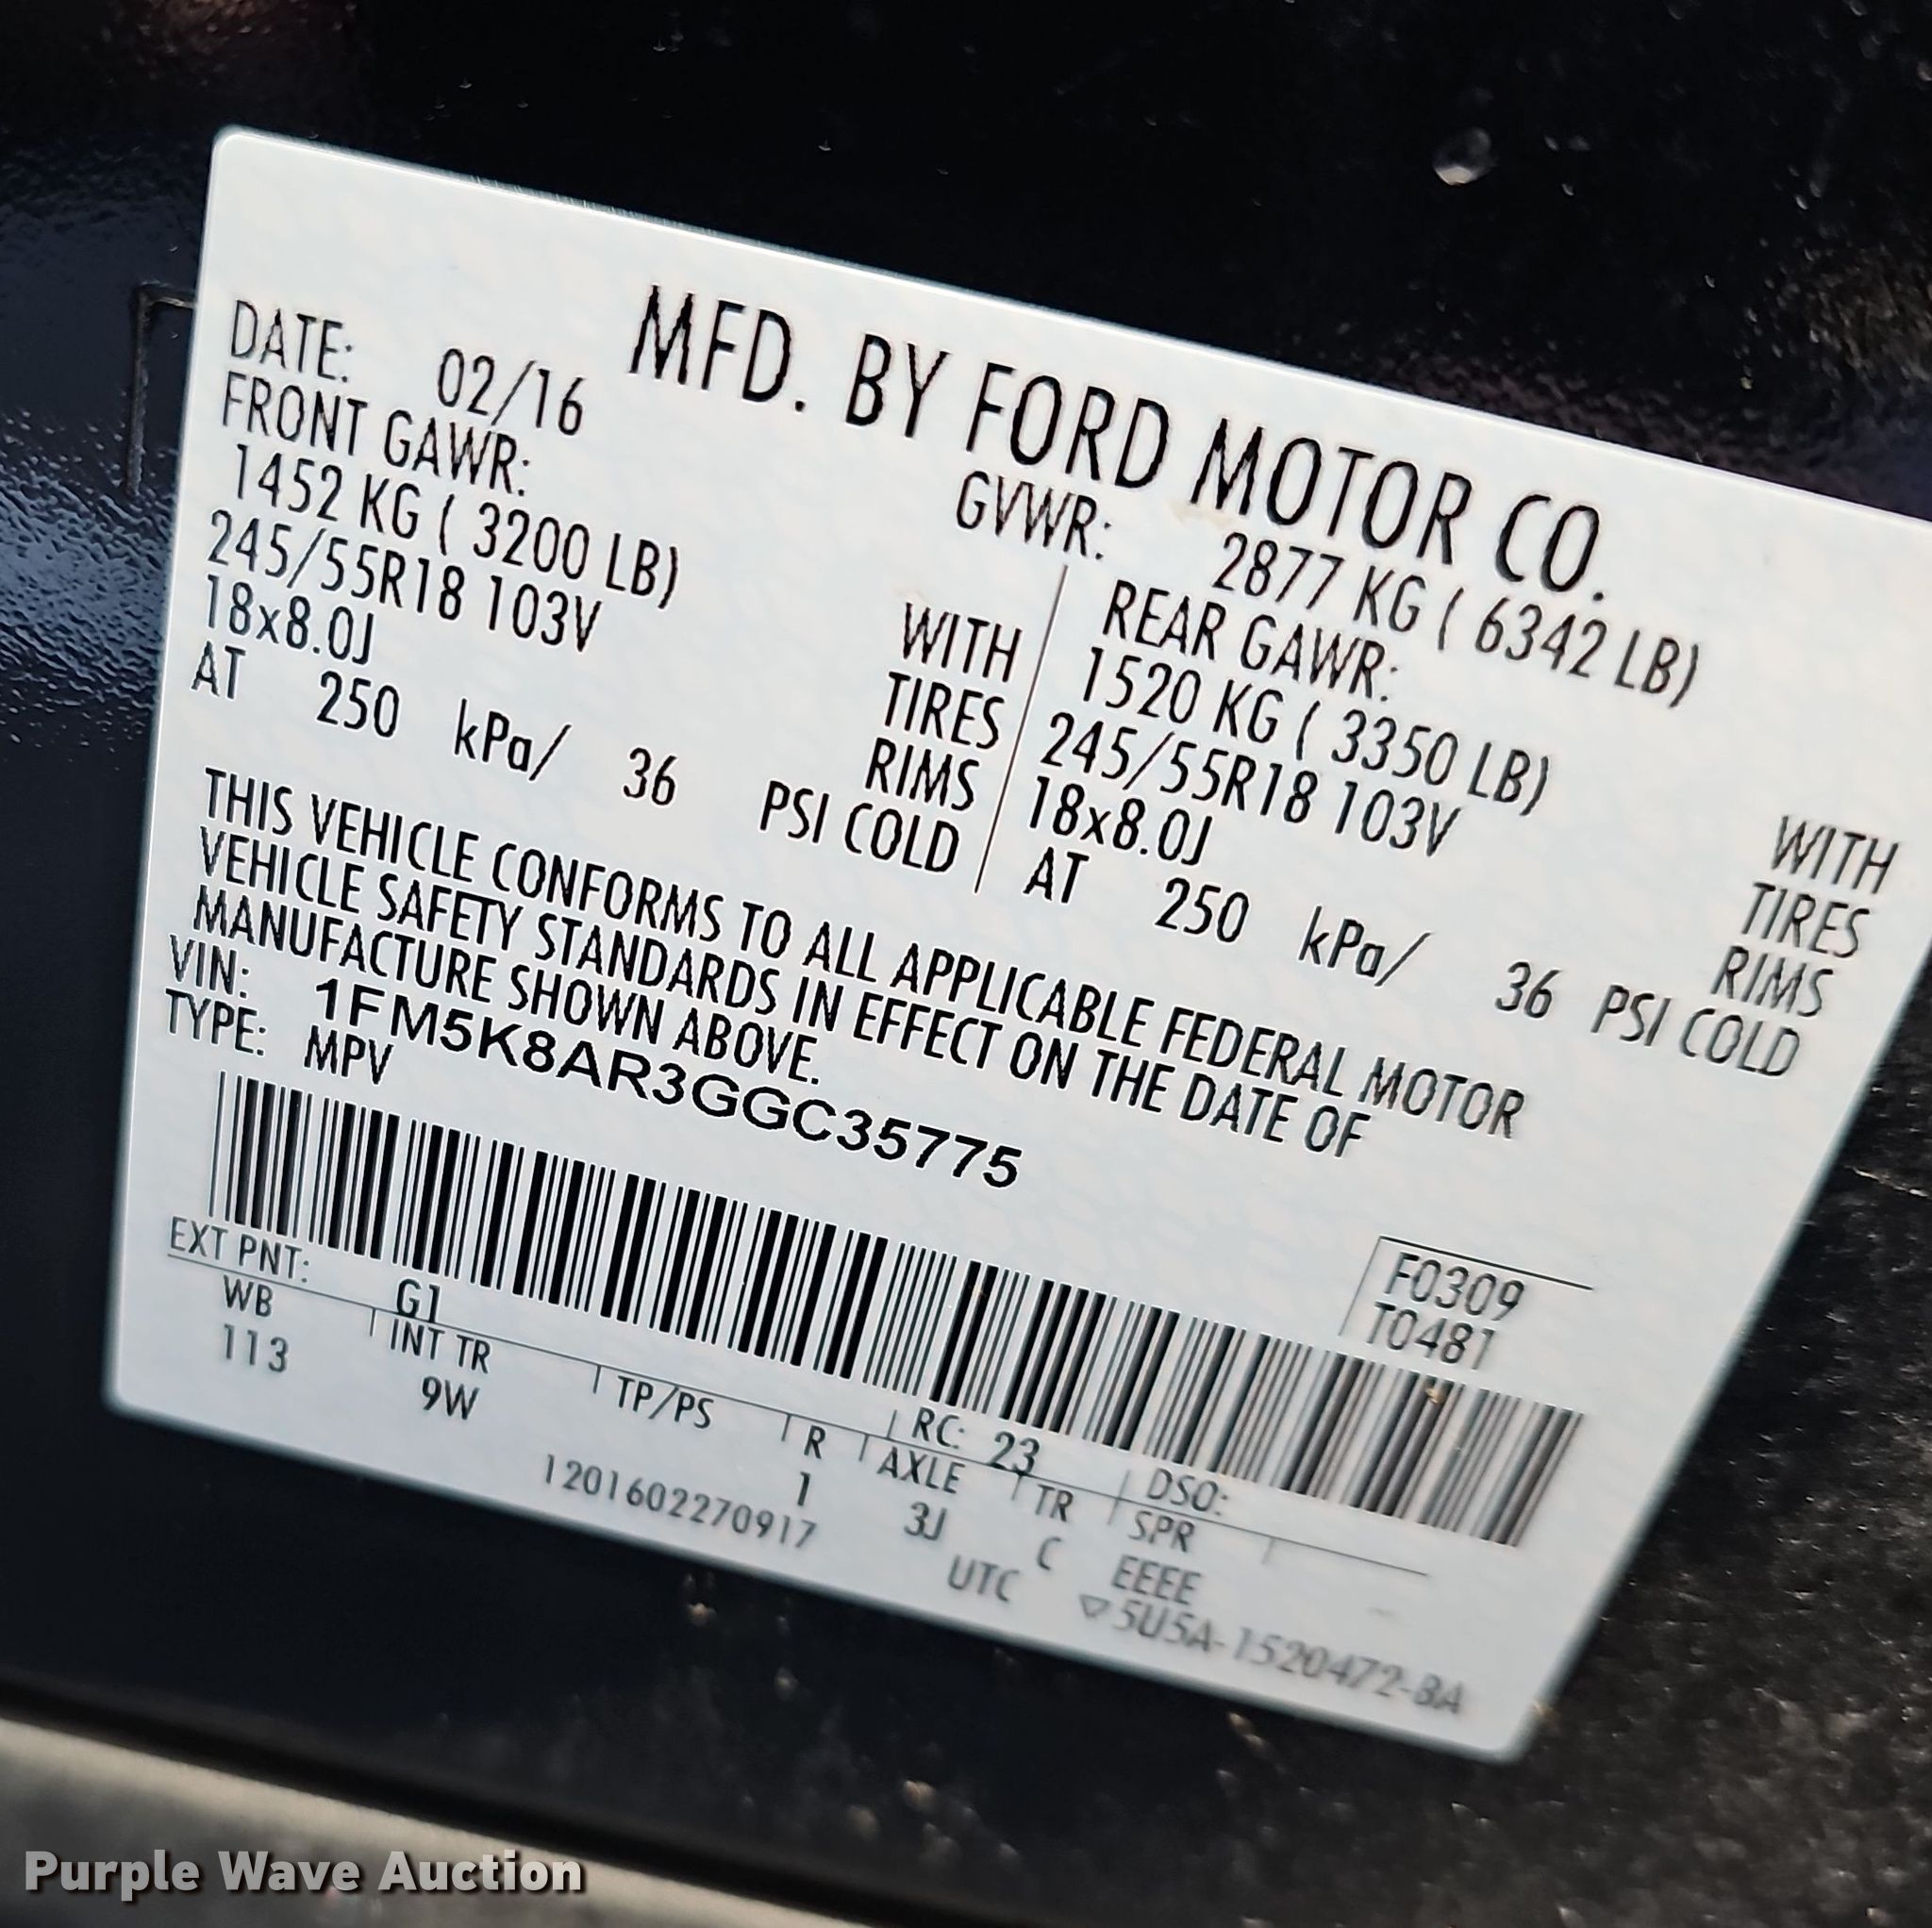 MFD. BY FORD MOTOR CO.
DATE: 02/16
GVWR: 2877 KG ( 6342 LB)
FRONT GAWR:
1452 KG ( 3200 LB) WITH
245/55R18 103V TIRES
18x8.0J RIMS
AT 250 kPa/ 36 PSI COLD
REAR GAWR:
1520 KG ( 3350 LB) WITH
245/55R18 103V TIRES
18x8.0J RIMS
AT 250 kPa/ 36 PSI COLD
THIS VEHICLE CONFORMS TO ALL APPLICABLE FEDERAL MOTOR
VEHICLE SAFETY STANDARDS IN EFFECT ON THE DATE OF
MANUFACTURE SHOWN ABOVE.
VIN: 1FM5K8AR3GGC35775
TYPE: MPV
F0309
T0481
EXT PNT: G1 RC: 23 DSO:
WB INT TR TP/PS R AXLE TR SPR
113 9W 1 3J C EEEE
1201602270917 UTC ▽5U5A-1520472-BA
Purple Wave Auction